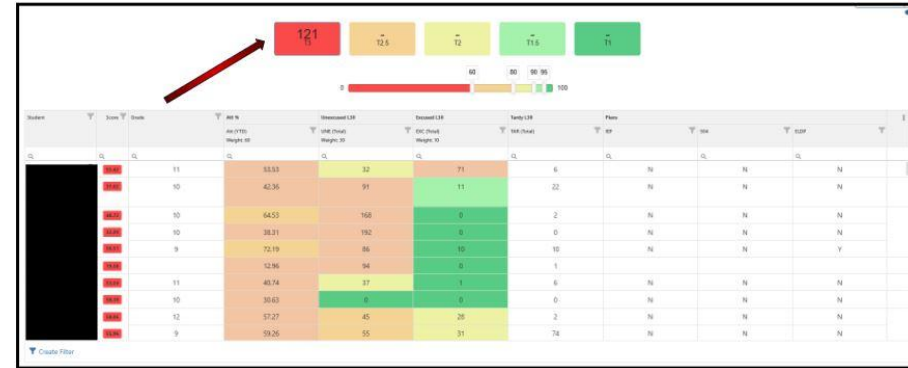 121
T3
-
T2.5
-
T2
-
T1.5
-
T1
60 80 90 95
0 100
Student Score Grade Att % Unexcused L30 Excused L30 Tardy L30 Plans
Att (YTD) UNE (Total) EXC (Total) TAR (Total) IEP 504 ELDP
Weight: Weight: Weight:
11 53.53 32 71 6 N N N
10 42.36 91 11 22 N N N
10 64.53 168 0 2 N N N
10 38.31 192 0 0 N N N
9 72.19 86 10 10 N N Y
12.96 94 0 1
11 40.74 37 1 6 N N N
10 30.63 0 0 0 N N N
12 57.27 45 28 2 N N N
9 59.26 55 31 74 N N N
Create Filter